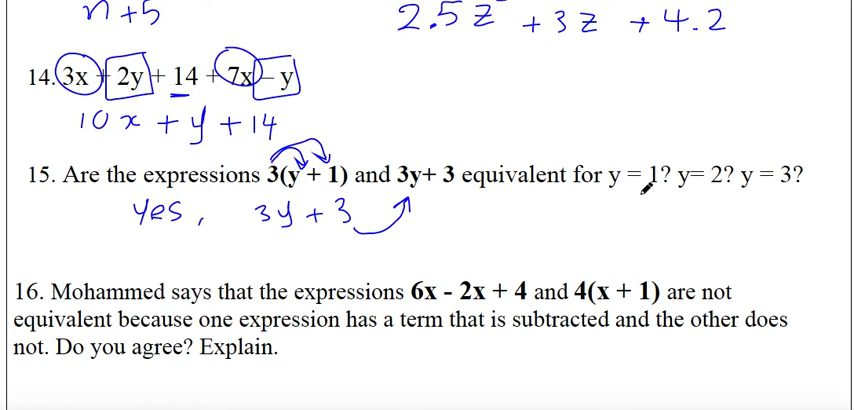 n + 5
2.5z + 3z + 4.2
14. 3x + 2y + 14 + 7x – y
10x + y + 14
15. Are the expressions 3(y + 1) and 3y+ 3 equivalent for y = 1? y= 2? y = 3?
yes, 3y + 3
16. Mohammed says that the expressions 6x - 2x + 4 and 4(x + 1) are not
equivalent because one expression has a term that is subtracted and the other does
not. Do you agree? Explain.